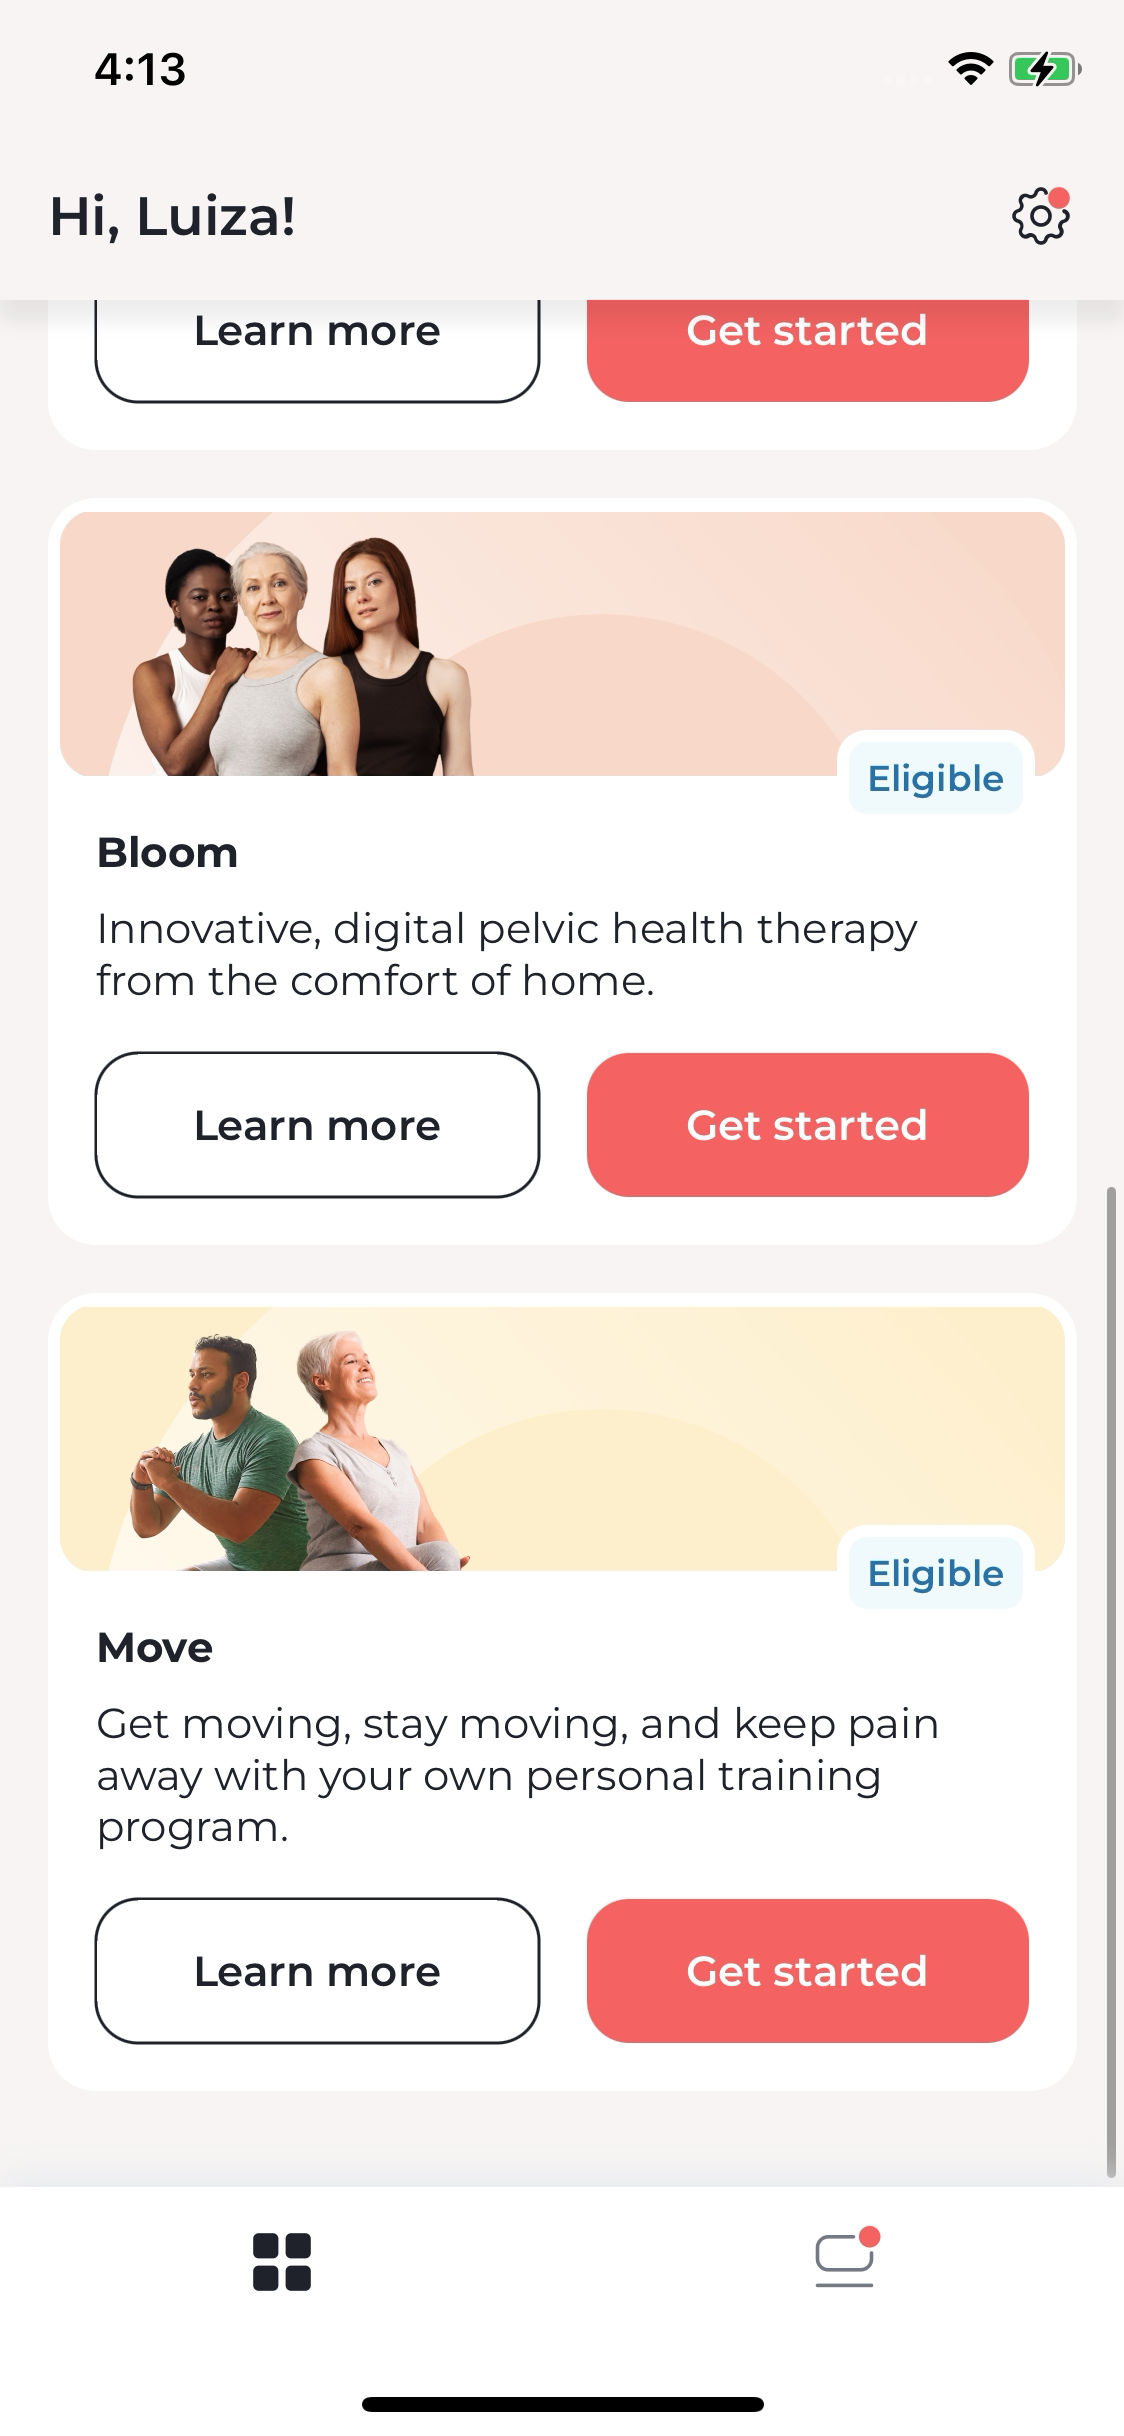 4:13
Hi, Luiza!
Learn more
Get started
Eligible
Bloom
Innovative, digital pelvic health therapy
from the comfort of home.
Learn more
Get started
Eligible
Move
Get moving, stay moving, and keep pain
away with your own personal training
program.
Learn more
Get started